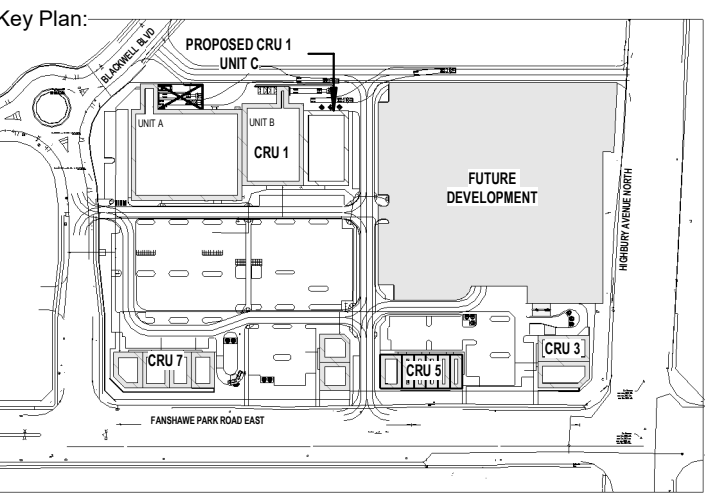 Key Plan:
BLACKWELL BLVD
PROPOSED CRU 1
UNIT C
UNIT A
UNIT B
CRU 1
FUTURE
DEVELOPMENT
HIGHBURY AVENUE NORTH
CRU 7
CRU 5
CRU 3
FANSHAWE PARK ROAD EAST